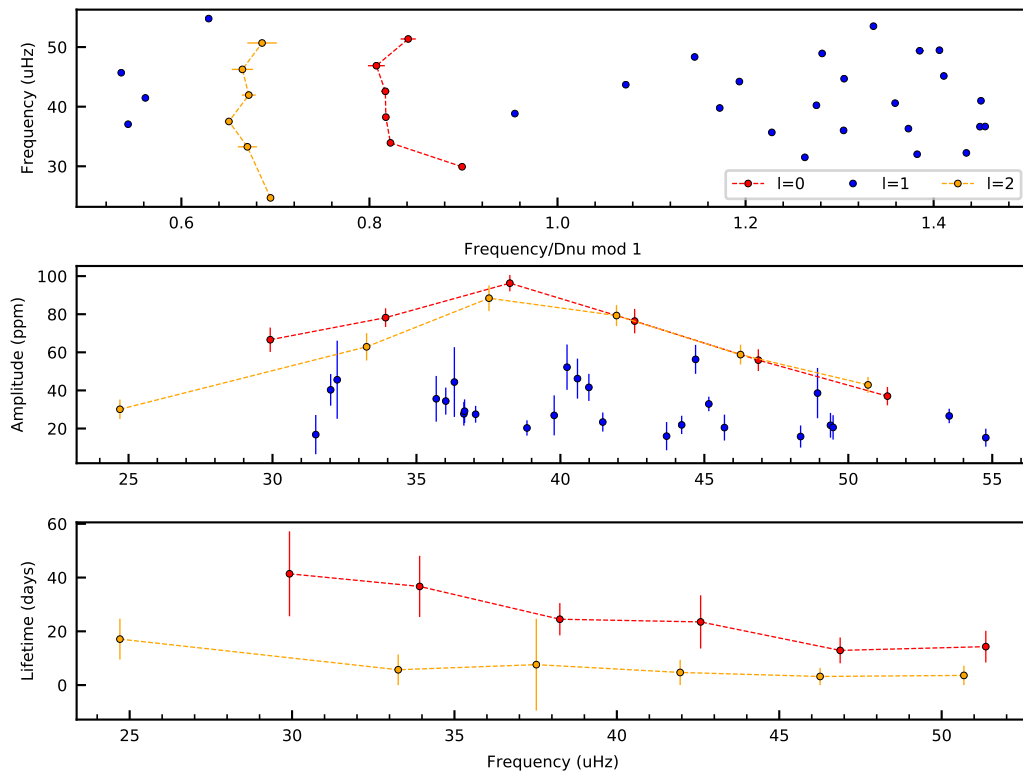 Frequency (uHz)
50
40
30
l=0 l=1 l=2
0.6 0.8 1.0 1.2 1.4
Frequency/Dnu mod 1
Amplitude (ppm)
100
80
60
40
20
25 30 35 40 45 50 55
Lifetime (days)
60
40
20
0
25 30 35 40 45 50
Frequency (uHz)